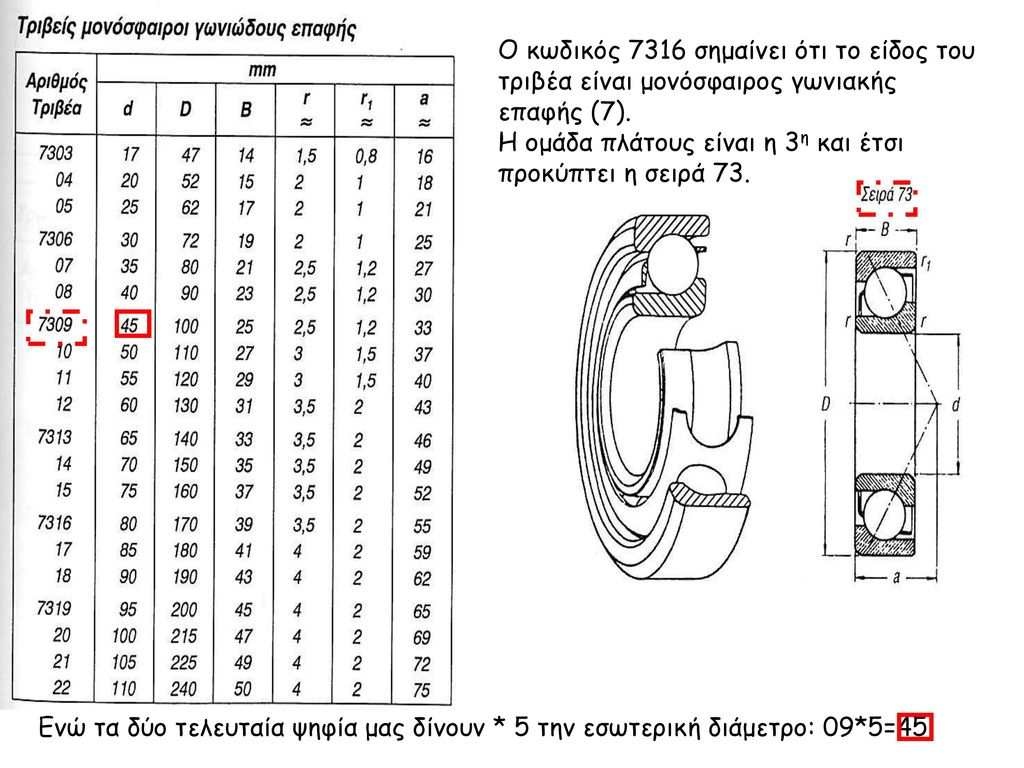 Τριβείς μονόσφαιροι γωνιώδους επαφής
Αριθμός Τριβέα mm
d D B r ≈ r₁ ≈ a ≈
7303 17 47 14 1,5 0,8 16
04 20 52 15 2 1 18
05 25 62 17 2 1 21
7306 30 72 19 2 1 25
07 35 80 21 2,5 1,2 27
08 40 90 23 2,5 1,2 30
7309 45 100 25 2,5 1,2 33
10 50 110 27 3 1,5 37
11 55 120 29 3 1,5 40
12 60 130 31 3,5 2 43
7313 65 140 33 3,5 2 46
14 70 150 35 3,5 2 49
15 75 160 37 3,5 2 52
7316 80 170 39 3,5 2 55
17 85 180 41 4 2 59
18 90 190 43 4 2 62
7319 95 200 45 4 2 65
20 100 215 47 4 2 69
21 105 225 49 4 2 72
22 110 240 50 4 2 75
Ο κωδικός 7316 σημαίνει ότι το είδος του
τριβέα είναι μονόσφαιρος γωνιακής
επαφής (7).
Η ομάδα πλάτους είναι η 3η και έτσι
προκύπτει η σειρά 73.
Σειρά 73
B
r
r₁
r r
D d
a
Ενώ τα δύο τελευταία ψηφία μας δίνουν * 5 την εσωτερική διάμετρο: 09*5=45